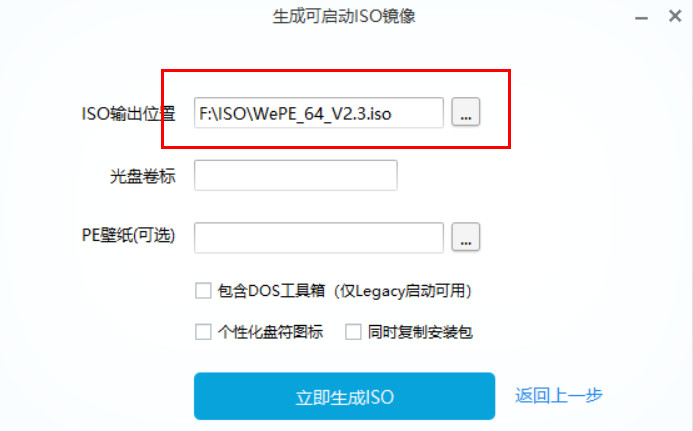 生成可启动ISO镜像
ISO输出位置 F:\ISO\WePE_64_V2.3.iso ...
光盘卷标
PE壁纸(可选) ...
包含DOS工具箱（仅Legacy启动可用）
个性化盘符图标 同时复制安装包
立即生成ISO 返回上一步